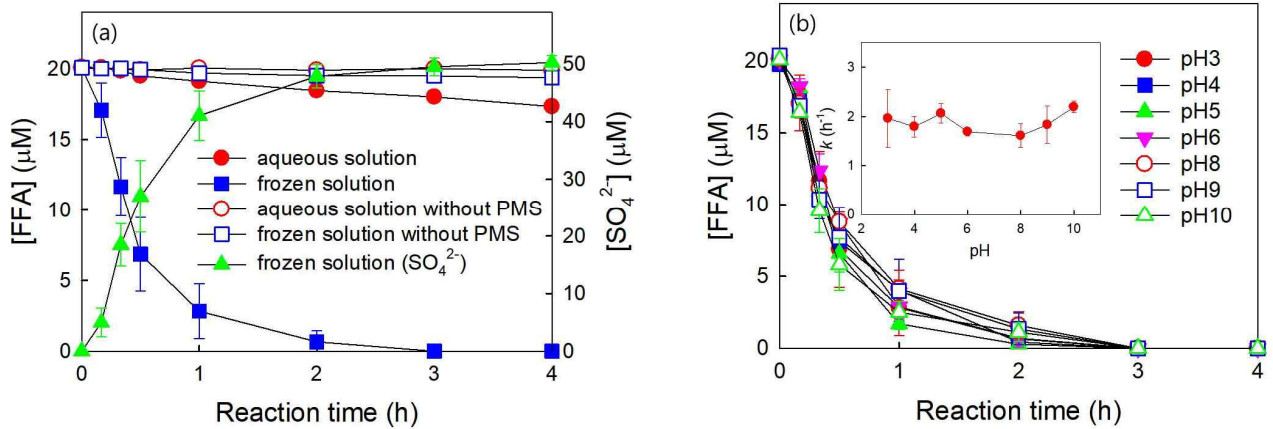 (a)
[FFA] (μM)
20
15
10
5
0
aqueous solution
frozen solution
aqueous solution without PMS
frozen solution without PMS
frozen solution (SO₄²⁻)
50
40
30
20
10
0
[SO₄²⁻] (μM)
0 1 2 3 4
Reaction time (h)
(b)
[FFA] (μM)
20
15
10
5
0
k (h⁻¹)
3
2
1
0
2 4 6 8 10
pH
pH3
pH4
pH5
pH6
pH8
pH9
pH10
0 1 2 3 4
Reaction time (h)